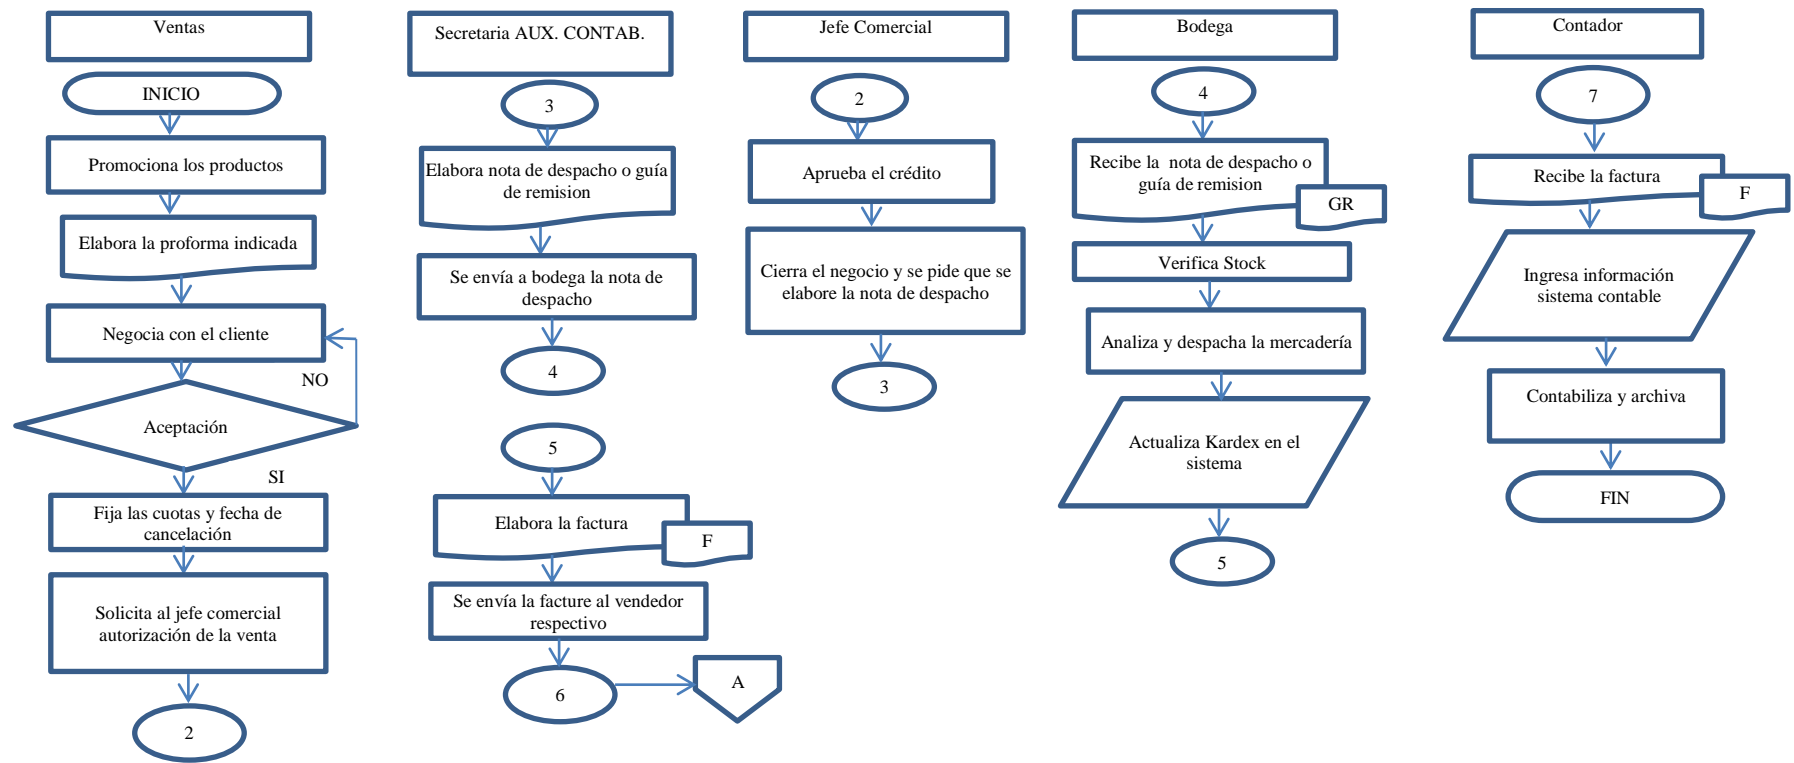 Ventas
INICIO
Promociona los productos
Elabora la proforma indicada
Negocia con el cliente
NO
Aceptación
SI
Fija las cuotas y fecha de
cancelación
Solicita al jefe comercial
autorización de la venta
2
Secretaria AUX. CONTAB.
3
Elabora nota de despacho o guía
de remision
Se envía a bodega la nota de
despacho
4
5
Elabora la factura
F
Se envía la facture al vendedor
respectivo
6
A
Jefe Comercial
2
Aprueba el crédito
Cierra el negocio y se pide que se
elabore la nota de despacho
3
Bodega
4
Recibe la nota de despacho o
guía de remision
GR
Verifica Stock
Analiza y despacha la mercadería
Actualiza Kardex en el
sistema
5
Contador
7
Recibe la factura
F
Ingresa información
sistema contable
Contabiliza y archiva
FIN